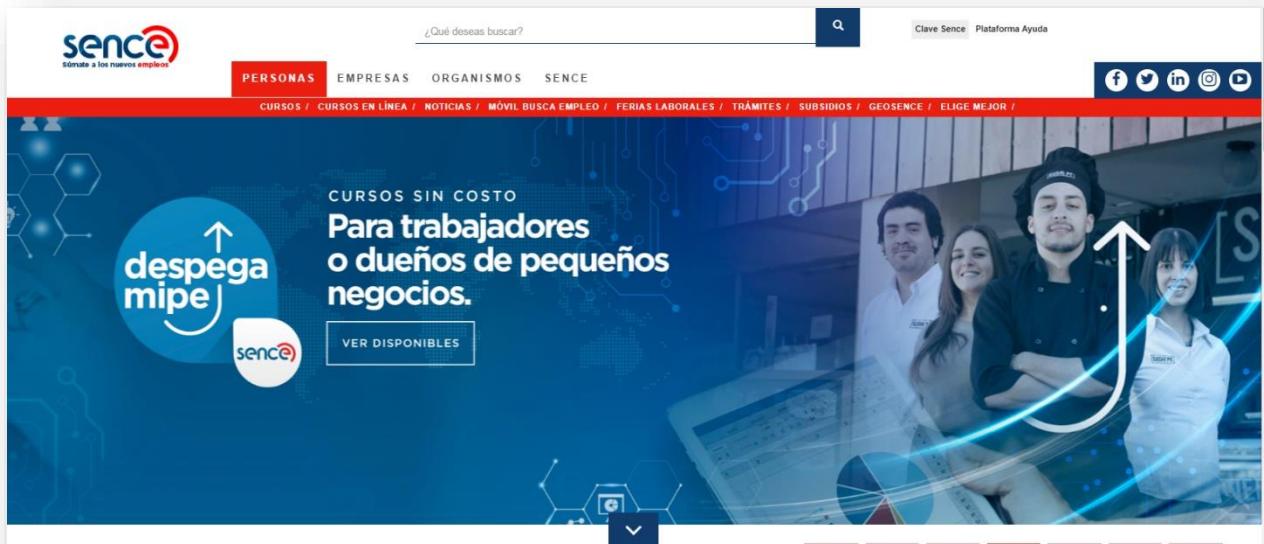 sence
Súmate a los nuevos empleos
¿Qué deseas buscar?
Clave Sence Plataforma Ayuda
PERSONAS EMPRESAS ORGANISMOS SENCE
CURSOS / CURSOS EN LÍNEA / NOTICIAS / MÓVIL BUSCA EMPLEO / FERIAS LABORALES / TRÁMITES / SUBSIDIOS / GEOSENCE / ELIGE MEJOR /
despega
mipe
sence
CURSOS SIN COSTO
Para trabajadores
o dueños de pequeños
negocios.
VER DISPONIBLES